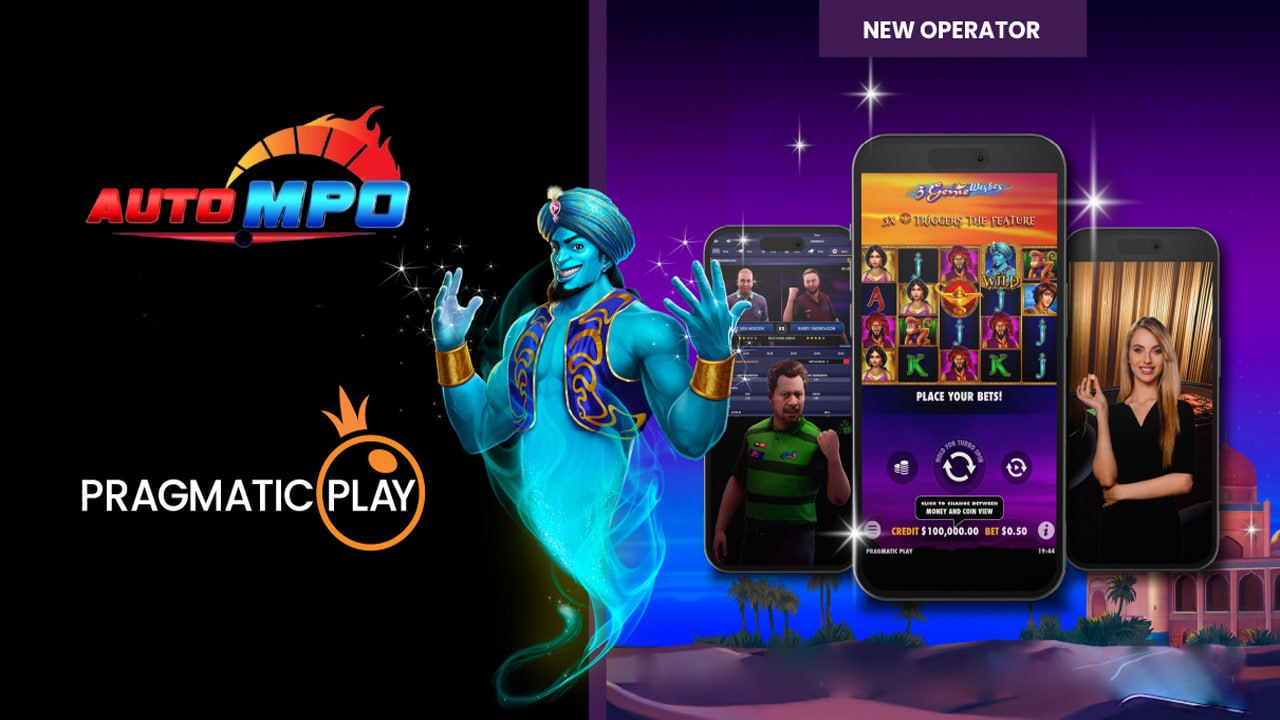 NEW OPERATOR
AUTO MPO
PRAGMATIC PLAY
3 Genie Wishes
3X TRIGGERS THE FEATURE
WILD
J
A
J
J
J
K
K
J
VS
BARRY ANDREWSON
PLACE YOUR BETS!
HOLD FOR TURBO SPIN
CLICK TO CHANGE BETWEEN
MONEY AND COIN VIEW
CREDIT $100,000.00 BET $0.50
PRAGMATIC PLAY
19:44